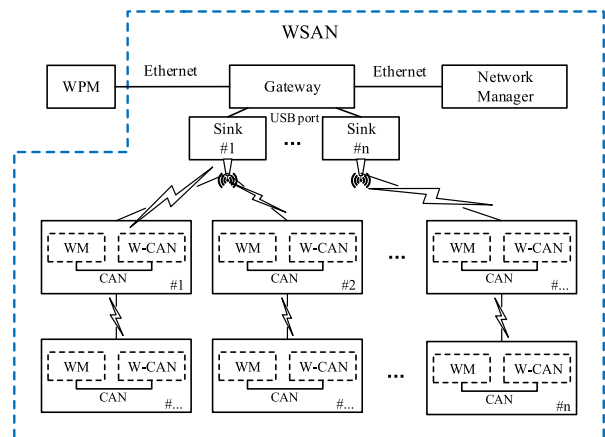 WSAN
WPM
Ethernet
Gateway
Ethernet
Network
Manager
USB port
Sink
#1
...
Sink
#n
WM
W-CAN
CAN
#1
WM
W-CAN
CAN
#2
...
WM
W-CAN
CAN
#...
WM
W-CAN
CAN
#...
WM
W-CAN
CAN
#...
...
WM
W-CAN
CAN
#n